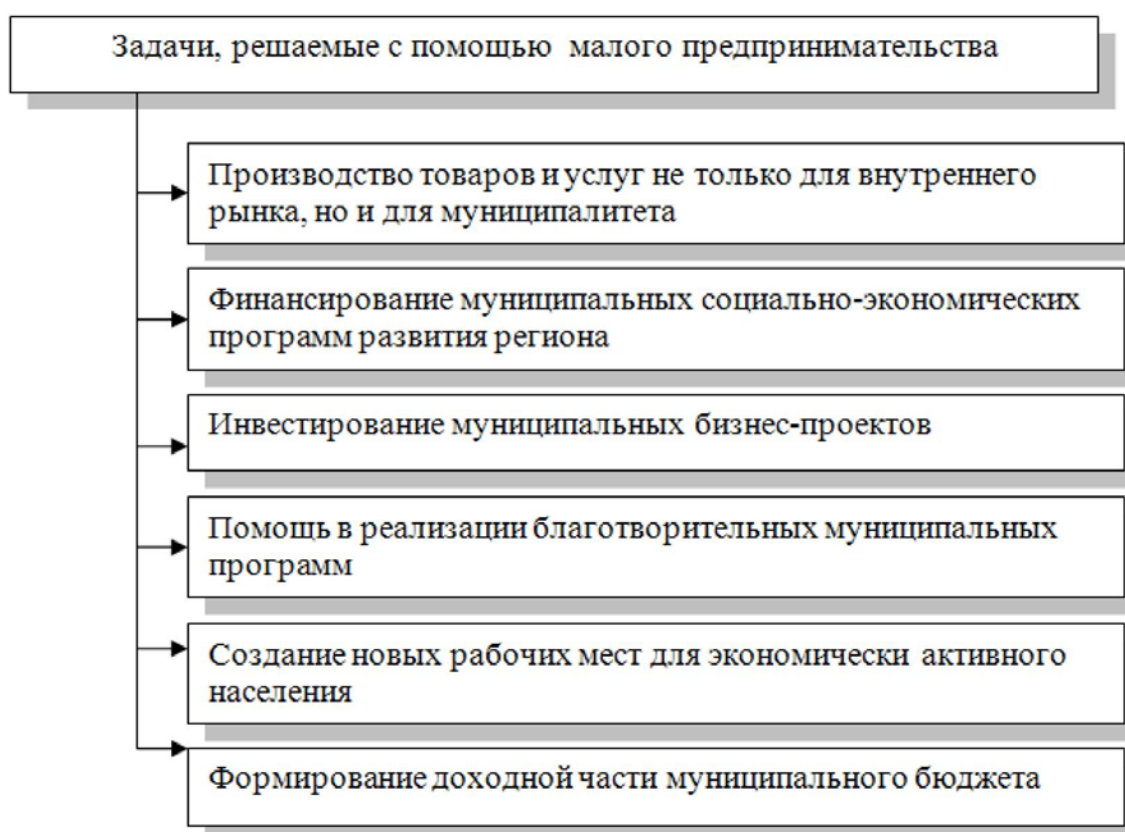 Задачи, решаемые с помощью малого предпринимательства
Производство товаров и услуг не только для внутреннего
рынка, но и для муниципалитета
Финансирование муниципальных социально-экономических
программ развития региона
Инвестирование муниципальных бизнес-проектов
Помощь в реализации благотворительных муниципальных
программ
Создание новых рабочих мест для экономически активного
населения
Формирование доходной части муниципального бюджета